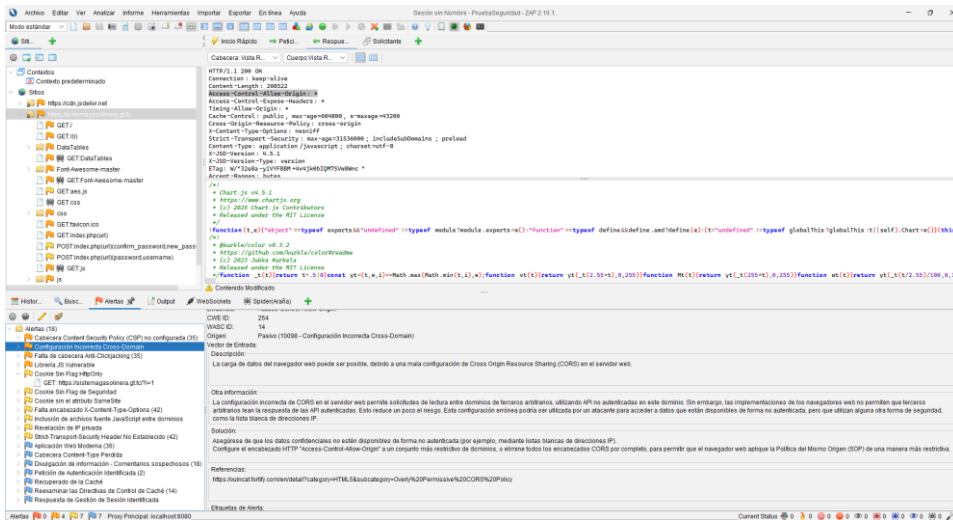 Archivo Editar Ver Analizar Informe Herramientas Importar Exportar En línea Ayuda
Sesión sin Nombre - PruebaSeguridad - ZAP 2.16.1
Modo estándar
Siti...
Inicio Rápido
Petici...
Respue...
Solicitante
Cabecera: Vista R...
Cuerpo: Vista R...
Contextos
Contexto predeterminado
Sitios
https://cdn.jsdelivr.net
GET:/
DataTables
GET:DataTables
Font-Awesome-master
GET:Font-Awesome-master
GET:aes.js
GET:css
css
GET:favicon.ico
GET:index.php(url)
POST:index.php(url)(confirm_password,new_pass
POST:index.php(url)(password,username)
GET:js
js
HTTP/1.1 200 OK
Connection: keep-alive
Content-Length: 208522
Access-Control-Allow-Origin: *
Access-Control-Expose-Headers: *
Timing-Allow-Origin: *
Cache-Control: public, max-age=604800, s-maxage=43200
Cross-Origin-Resource-Policy: cross-origin
X-Content-Type-Options: nosniff
Strict-Transport-Security: max-age=31536000; includeSubDomains; preload
Content-Type: application/javascript; charset=utf-8
X-JSD-Version: 4.5.1
X-JSD-Version-Type: version
Accept-Ranges: bytes
/*!
* Chart.js v4.5.1
* https://www.chartjs.org
* (c) 2025 Chart.js Contributors
* Released under the MIT License
*/
/*!
* @kurkle/color v0.3.2
* https://github.com/kurkle/color#readme
* (c) 2023 Jukka Kurkela
* Released under the MIT License
Contenido Modificado
Histor...
Busc...
Alertas
Output
WebSockets
Spider(Araña)
Alertas (18)
Cabecera Content Security Policy (CSP) no configurada (35)
Configuración Incorrecta Cross-Domain
Falta de cabecera Anti-Clickjacking (35)
Librería JS Vulnerable
Cookie Sin Flag HttpOnly
GET: https://sistemagasolinera.gt.tc/?i=1
Cookie Sin Flag de Seguridad
Cookie sin el atributo SameSite
Falta encabezado X-Content-Type-Options (42)
Inclusión de archivos fuente JavaScript entre dominios
Revelación de IP privada
Strict-Transport-Security Header No Establecido (42)
Aplicación Web Moderna (36)
Cabecera Content-Type Perdida
Divulgación de información - Comentarios sospechosos (18)
Petición de Autenticación Identificada (2)
Recuperado de la Caché
Reexaminar las Directivas de Control de Caché (14)
Respuesta de Gestión de Sesión Identificada
CWE ID: 264
WASC ID: 14
Origen: Pasivo (10098 - Configuración Incorrecta Cross-Domain)
Vector de Entrada:
Descripción:
La carga de datos del navegador web puede ser posible, debido a una mala configuración de Cross Origin Resource Sharing (CORS) en el servidor web.
Otra Información:
La configuración incorrecta de CORS en el servidor web permite solicitudes de lectura entre dominios de terceros arbitrarios, utilizando API no autenticadas en este dominio. Sin embargo, las implementaciones de los navegadores web no permiten que terceros
arbitrarios lean la respuesta de las API autenticadas. Esto reduce un poco el riesgo. Esta configuración errónea podría ser utilizada por un atacante para acceder a datos que están disponibles de forma no autenticada, pero que utilizan alguna otra forma de seguridad,
como la lista blanca de direcciones IP.
Solución:
Asegúrese de que los datos confidenciales no estén disponibles de forma no autenticada (por ejemplo, mediante listas blancas de direcciones IP).
Configure el encabezado HTTP "Access-Control-Allow-Origin" a un conjunto más restrictivo de dominios, o elimine todos los encabezados CORS por completo, para permitir que el navegador web aplique la Política del Mismo Origen (SOP) de una manera más restrictiva.
Referencias:
https://vulncat.fortify.com/en/detail?category=HTML5&subcategory=Overly%20Permissive%20CORS%20Policy
Etiquetas de Alerta:
Alertas 0 4 7 7 Proxy Principal: localhost:8080
Current Status 0 0 0 0 0 0 0 0 0